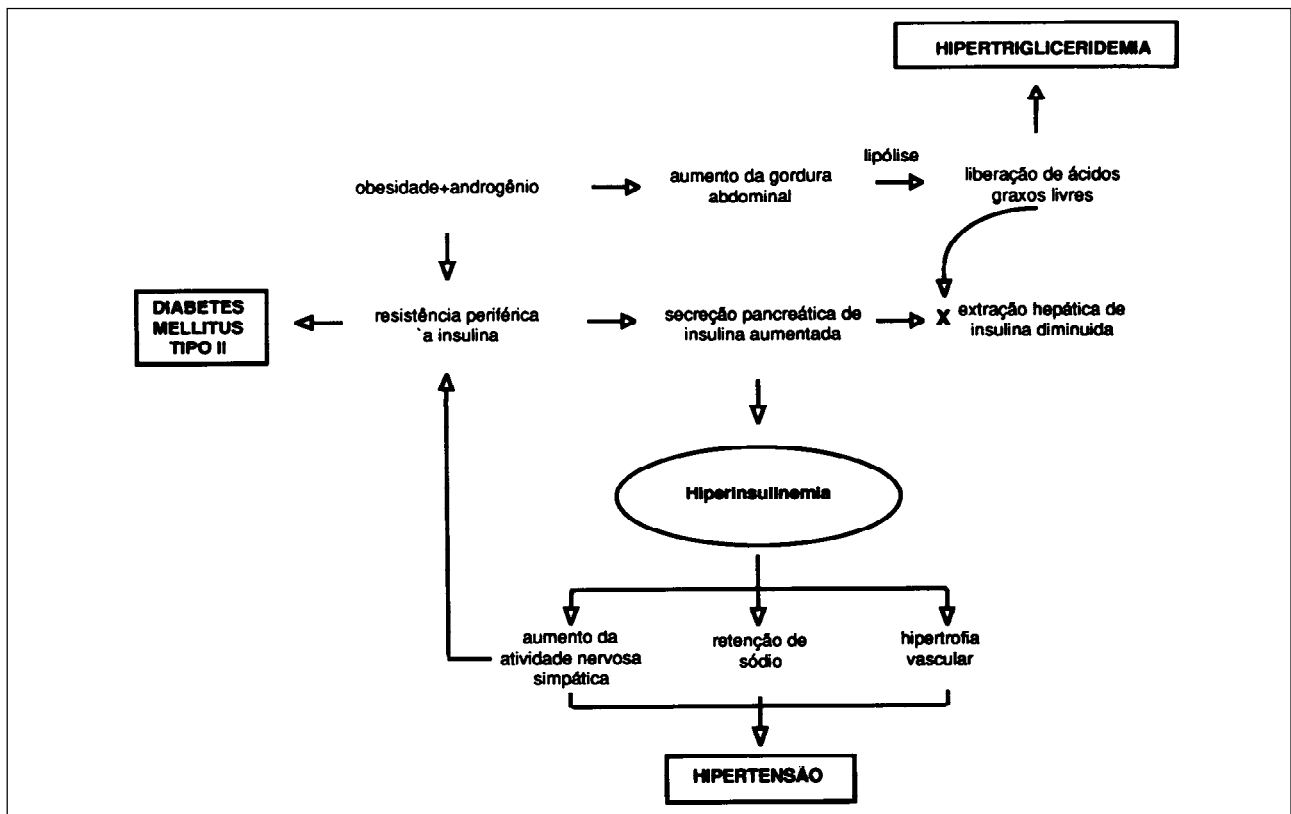 HIPERTRIGLICERIDEMIA
lipólise
obesidade+androgênio
aumento da gordura
abdominal
liberação de ácidos
graxos livres
DIABETES
MELLITUS
TIPO II
resistência periférica
`a insulina
secreção pancreática de
insulina aumentada
X
extração hepática de
insulina diminuida
Hiperinsulinemia
aumento da
atividade nervosa
simpática
retenção de
sódio
hipertrofia
vascular
HIPERTENSÃO